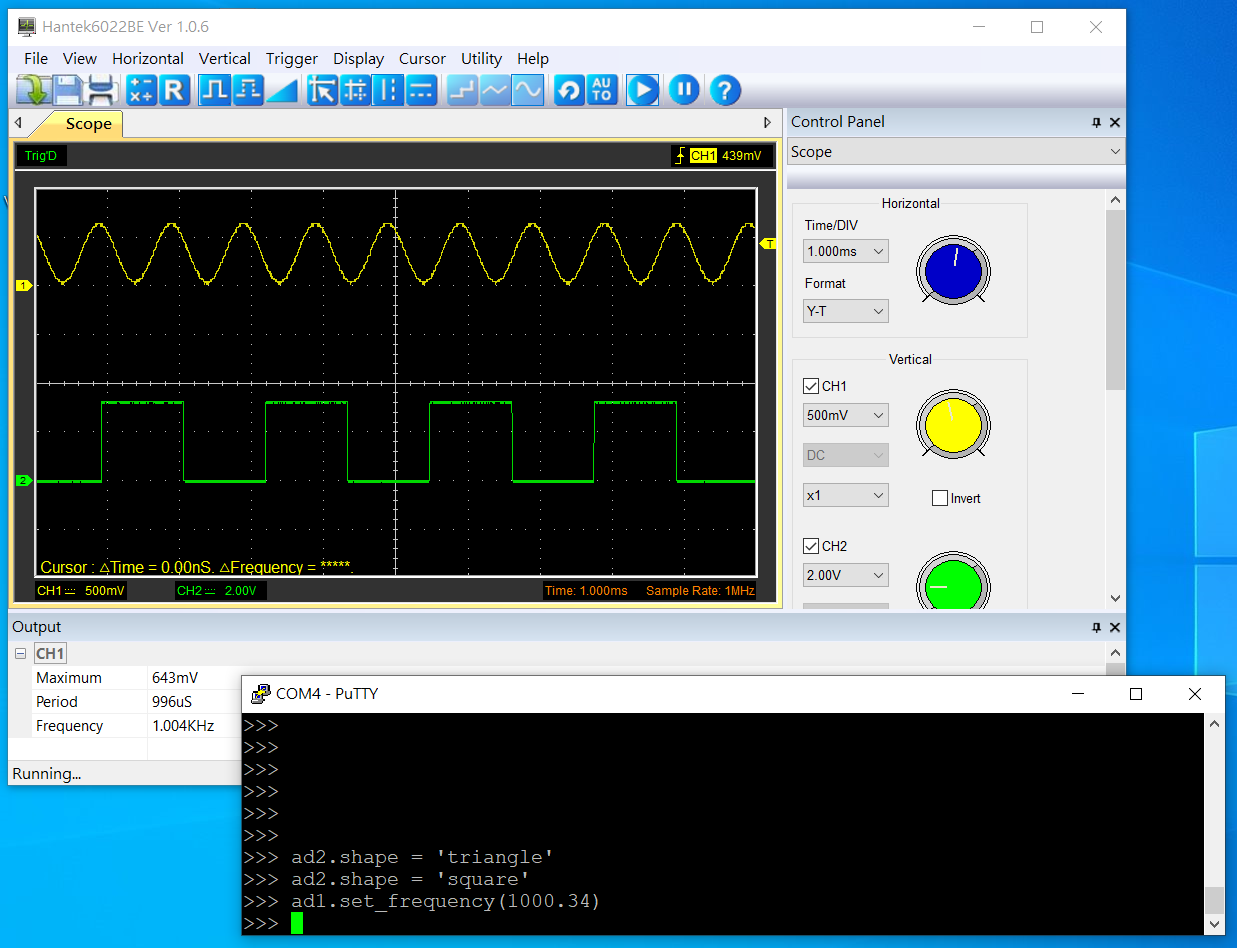 Hantek6022BE Ver 1.0.6
File View Horizontal Vertical Trigger Display Cursor Utility Help
R AU TO ?
Scope
Trig'D
CH1 439mV
T
1
2
Cursor : △Time = 0.00nS. △Frequency = *****.
CH1 500mV CH2 2.00V Time: 1.000ms Sample Rate: 1MHz
Control Panel
Scope
Horizontal
Time/DIV
1.000ms
Format
Y-T
Vertical
CH1
500mV
DC
x1
Invert
CH2
2.00V
Output
CH1
Maximum 643mV
Period 996uS
Frequency 1.004KHz
Running...
COM4 - PuTTY
>>>
>>>
>>>
>>>
>>>
>>>
>>> ad2.shape = 'triangle'
>>> ad2.shape = 'square'
>>> ad1.set_frequency(1000.34)
>>>